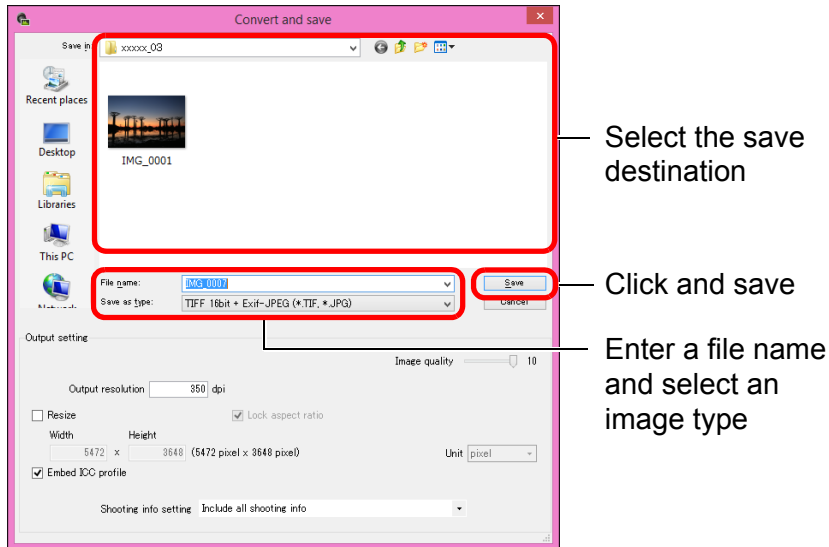 Convert and save
Save in:
xxxxx_03
Recent places
Desktop
Libraries
This PC
IMG_0001
Select the save
destination
File name:
IMG_0007
Save
Click and save
Save as type:
TIFF 16bit + Exif-JPEG (*.TIF, *.JPG)
Cancel
Enter a file name
and select an
image type
Output setting
Image quality 10
Output resolution 350 dpi
Resize
Lock aspect ratio
Width Height
5472 x 3648 (5472 pixel x 3648 pixel)
Unit pixel
Embed ICC profile
Shooting info setting Include all shooting info